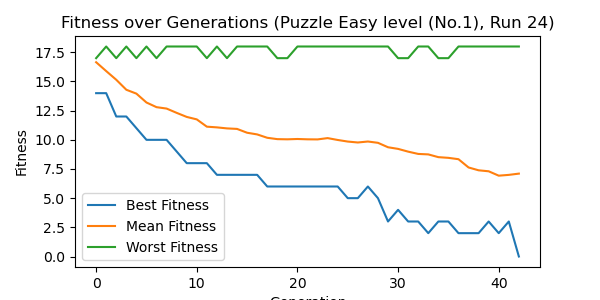 Fitness over Generations (Puzzle Easy level (No.1), Run 24)
Fitness
17.5
15.0
12.5
10.0
7.5
5.0
2.5
0.0
Best Fitness
Mean Fitness
Worst Fitness
0
10
20
30
40
Generation